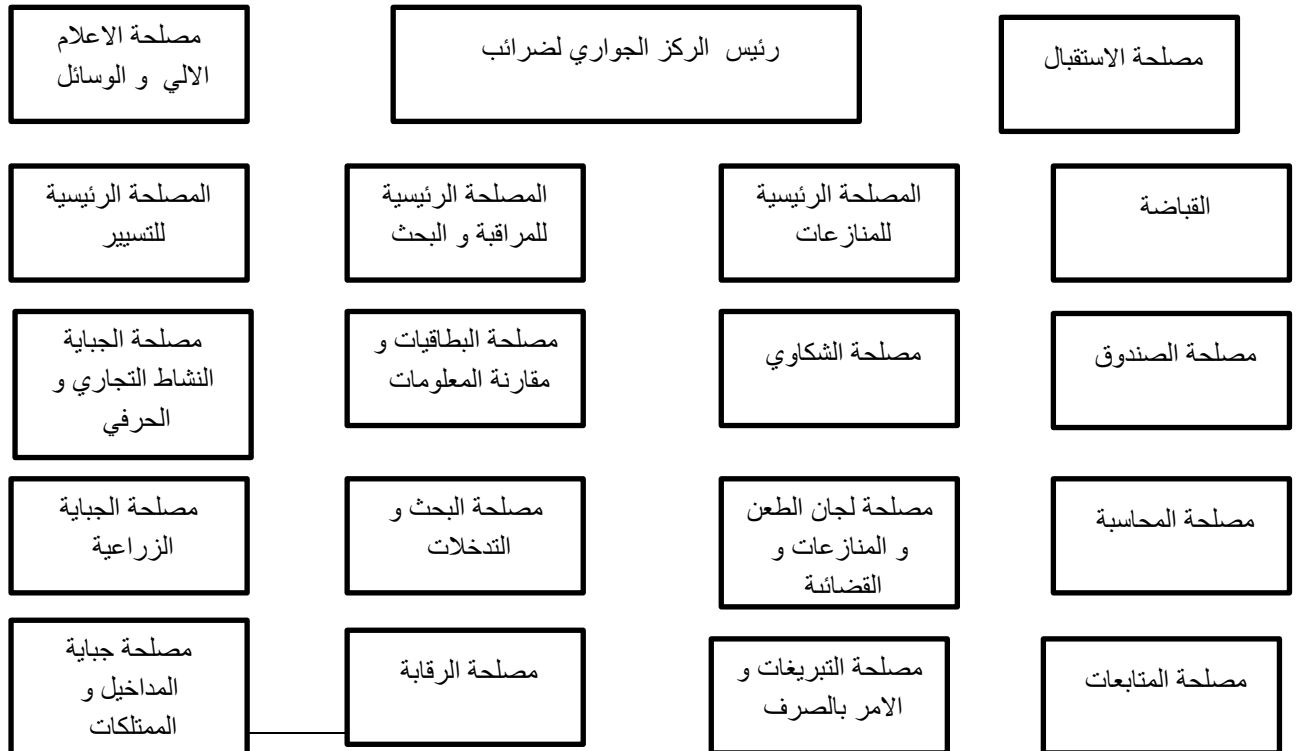 مصلحة الاستقبال
رئيس الركز الجواري لضرائب
مصلحة الاعلام
الالي و الوسائل
القباضة
المصلحة الرئيسية
للمنازعات
المصلحة الرئيسية
للمراقبة و البحث
المصلحة الرئيسية
للتسيير
مصلحة الصندوق
مصلحة الشكاوي
مصلحة البطاقيات و
مقارنة المعلومات
مصلحة الجباية
النشاط التجاري و
الحرفي
مصلحة المحاسبة
مصلحة لجان الطعن
و المنازعات و
القضائية
مصلحة البحث و
التدخلات
مصلحة الجباية
الزراعية
مصلحة المتابعات
مصلحة التبريغات و
الامر بالصرف
مصلحة الرقابة
مصلحة جباية
المداخيل و
الممتلكات